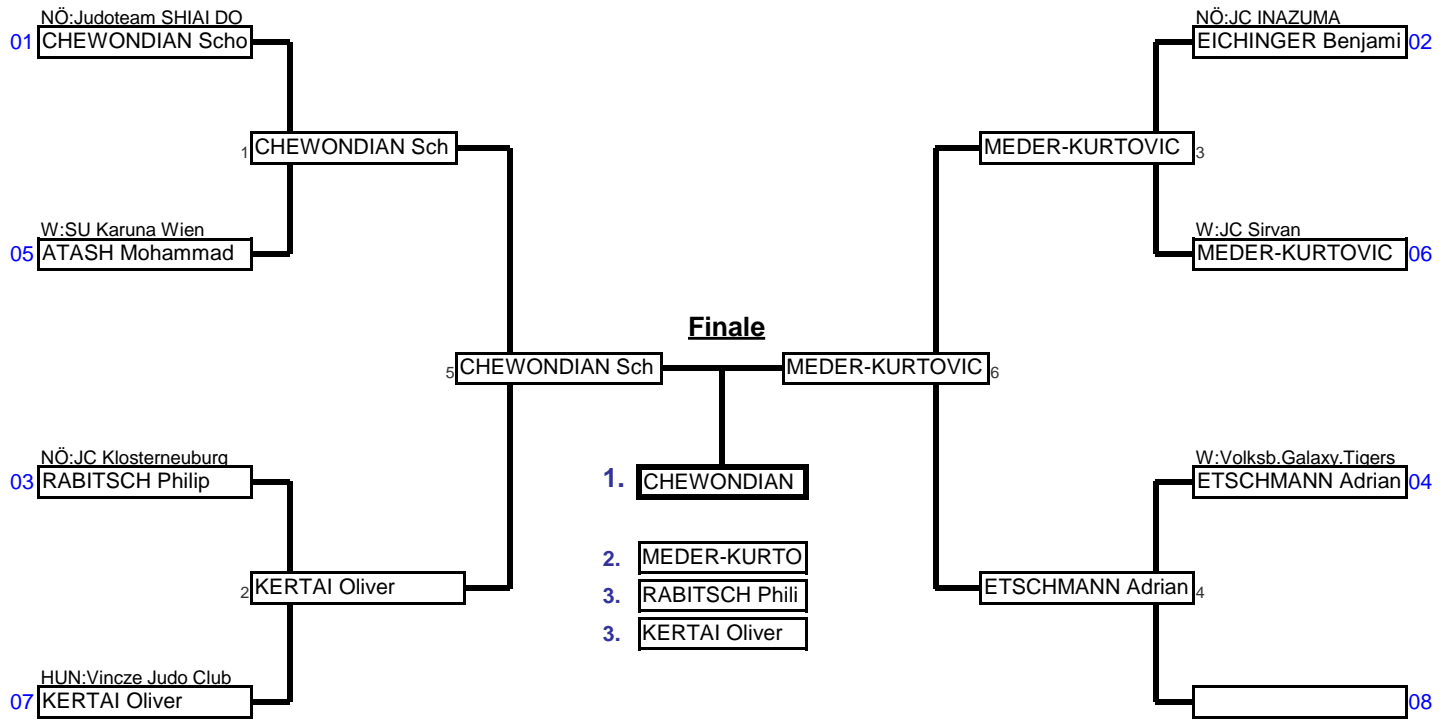 NÖ:Judoteam SHIAI DO
01 CHEWONDIAN Scho
1 CHEWONDIAN Sch
W:SU Karuna Wien
05 ATASH Mohammad
5 CHEWONDIAN Sch
NÖ:JC Klosterneuburg
03 RABITSCH Philip
2 KERTAI Oliver
HUN:Vincze Judo Club
07 KERTAI Oliver
Finale
1. CHEWONDIAN
2. MEDER-KURTO
3. RABITSCH Phili
3. KERTAI Oliver
NÖ:JC INAZUMA
EICHINGER Benjami 02
MEDER-KURTOVIC 3
W:JC Sirvan
MEDER-KURTOVIC 06
MEDER-KURTOVIC 6
W:Volksb.Galaxy.Tigers
ETSCHMANN Adrian 04
ETSCHMANN Adrian 4
08